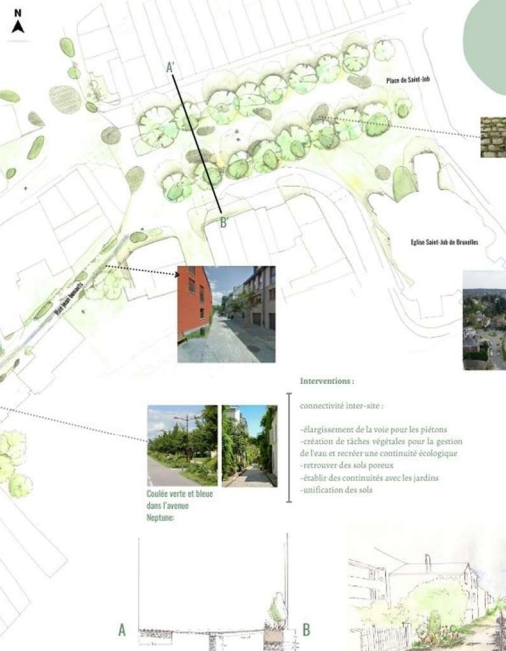 N
A'
Place de Saint-Job
B'
Eglise Saint-Job de Bruxelles
Interventions :
connectivité inter-site :
-élargissement de la voie pour les piétons
-création de tâches végétales pour la gestion
de l'eau et recréer une continuité écologique
-retrouver des sols poreux
-établir des continuités avec les jardins
-unification des sols
Coulée verte et bleue
dans l'avenue
Neptune:
A
B